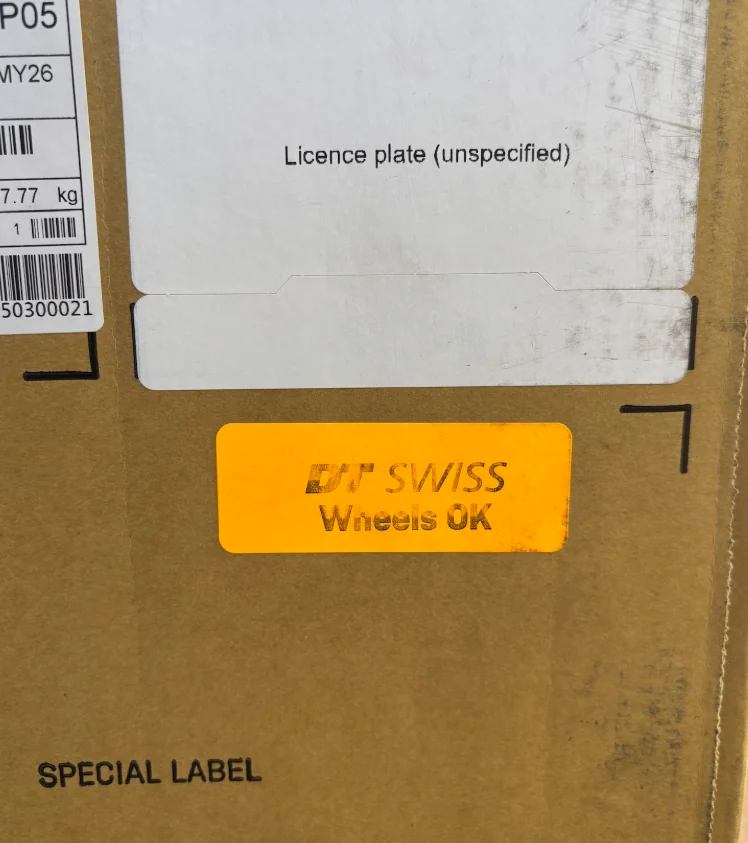 P05
MY26
7.77 kg
1
50300021
Licence plate (unspecified)
DT SWISS
Wheels OK
SPECIAL LABEL